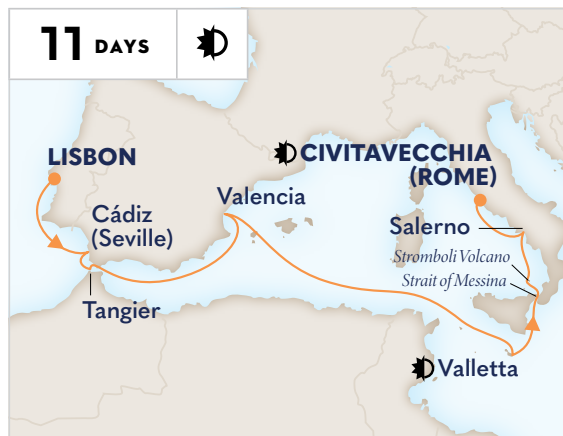 11 DAYS
LISBON
CIVITAVECCHIA
(ROME)
Valencia
Cádiz
(Seville)
Salerno
Stromboli Volcano
Strait of Messina
Tangier
Valletta